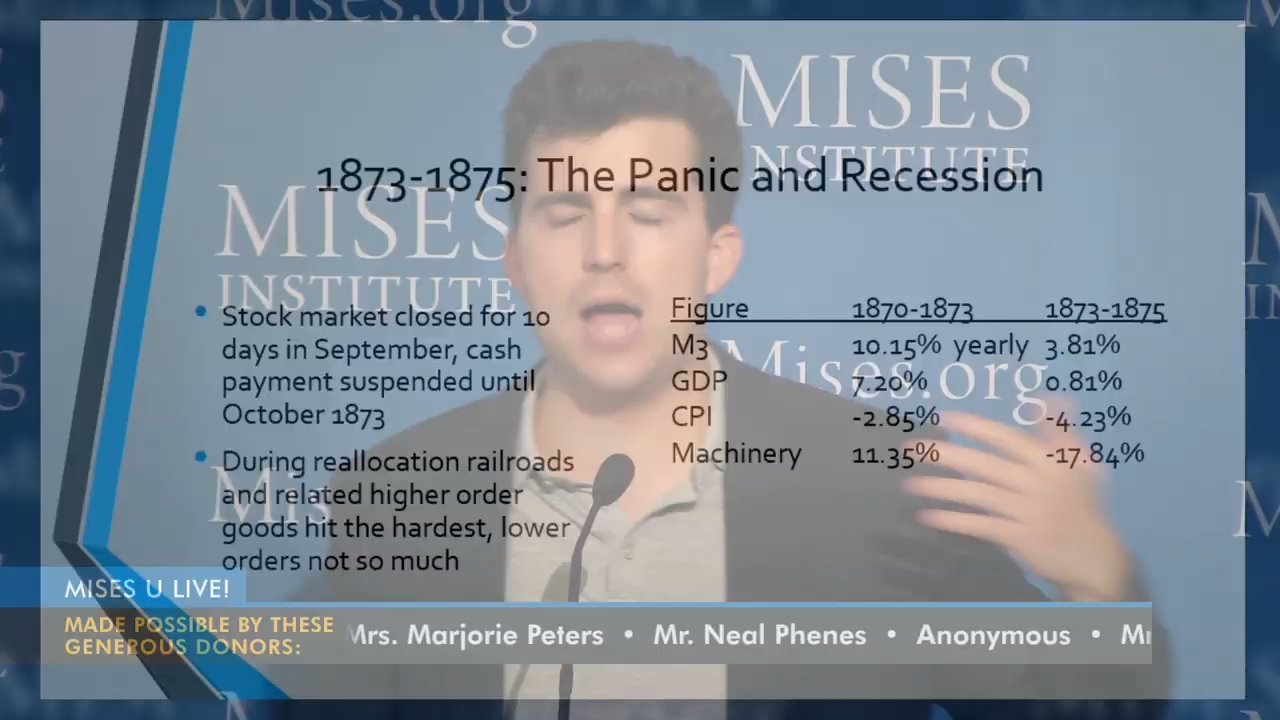 Mises.org
MISES
INSTITUTE
1873-1875: The Panic and Recession
MISES
INSTITUTE
• Stock market closed for 10
days in September, cash
payment suspended until
October 1873
• During reallocation railroads
and related higher order
goods hit the hardest, lower
orders not so much
Figure 1870-1873 1873-1875
M3 10.15% yearly 3.81%
GDP 7.20% 0.81%
CPI -2.85% -4.23%
Machinery 11.35% -17.84%
Mises.org
MISES U LIVE!
MADE POSSIBLE BY THESE
GENEROUS DONORS:
Mrs. Marjorie Peters • Mr. Neal Phenes • Anonymous •